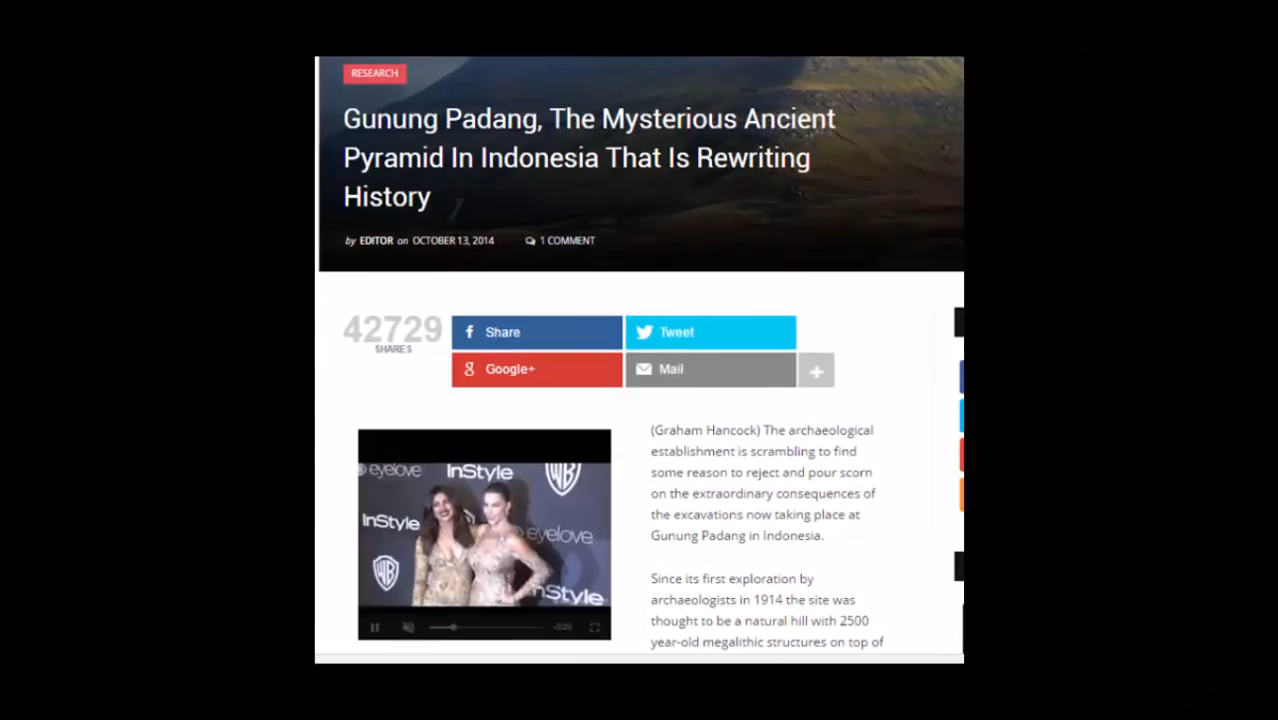 RESEARCH
Gunung Padang, The Mysterious Ancient
Pyramid In Indonesia That Is Rewriting
History
by EDITOR on OCTOBER 13, 2014 1 COMMENT
42729
SHARES
Share
Tweet
Google+
Mail
eyelove InStyle WB
InStyle eyelove
WB nStyle
(Graham Hancock) The archaeological
establishment is scrambling to find
some reason to reject and pour scorn
on the extraordinary consequences of
the excavations now taking place at
Gunung Padang in Indonesia.
Since its first exploration by
archaeologists in 1914 the site was
thought to be a natural hill with 2500
year-old megalithic structures on top of